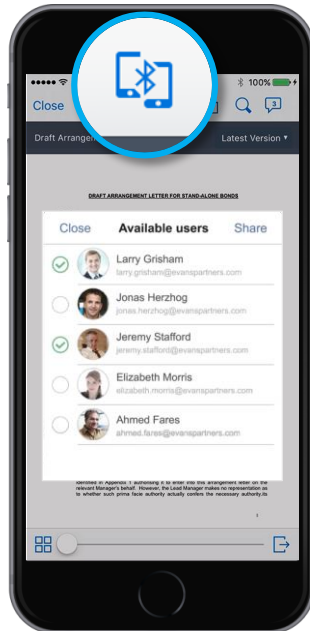 100%
Close
3
Draft Arrangem
Latest Version
DRAFT ARRANGEMENT LETTER FOR STAND-ALONE BONDS
Close Available users Share
Larry Grisham
larry.grisham@evanspartners.com
Jonas Herzhog
jonas.herzhog@evanspartners.com
Jeremy Stafford
jeremy.stafford@evanspartners.com
Elizabeth Morris
elizabeth.morris@evanspartners.com
Ahmed Fares
ahmed.fares@evanspartners.com
identified in Appendix 1 authorising it to enter into this arrangement letter on the
relevant Manager's behalf. However, the Lead Manager makes no representation as
to whether such prima facie authority actually confers the necessary authority.its